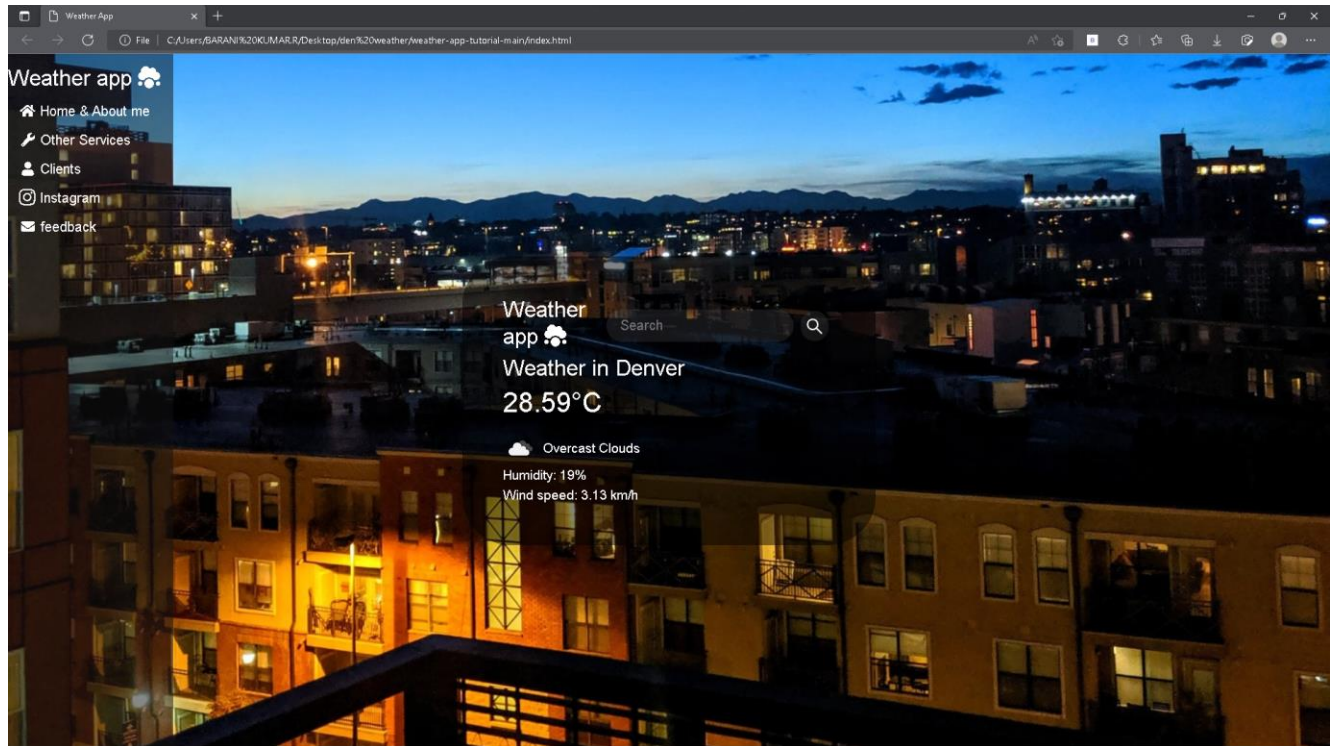 Weather App
File
C:/Users/BARANI%20KUMAR.R/Desktop/den%20weather/weather-app-tutorial-main/index.html
Weather app
Home & About me
Other Services
Clients
Instagram
feedback
Weather
app
Search
Weather in Denver
28.59°C
Overcast Clouds
Humidity: 19%
Wind speed: 3.13 km/h